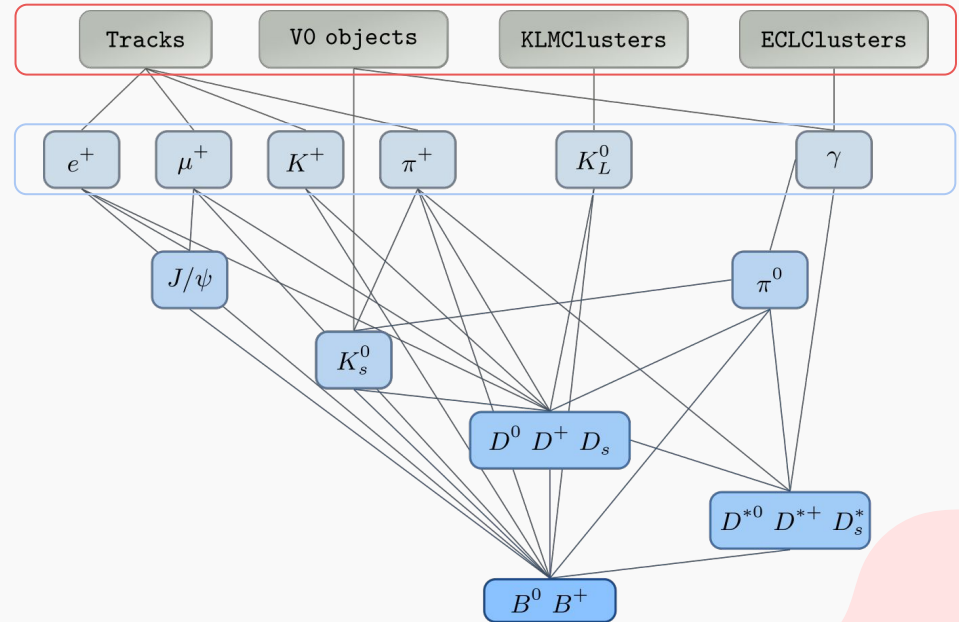 Tracks V0 objects KLMClusters ECLClusters
e⁺ μ⁺ K⁺ π⁺ K⁰_L γ
J/ψ π⁰
K⁰_s
D⁰ D⁺ D_s
D*⁰ D*⁺ D*_s
B⁰ B⁺